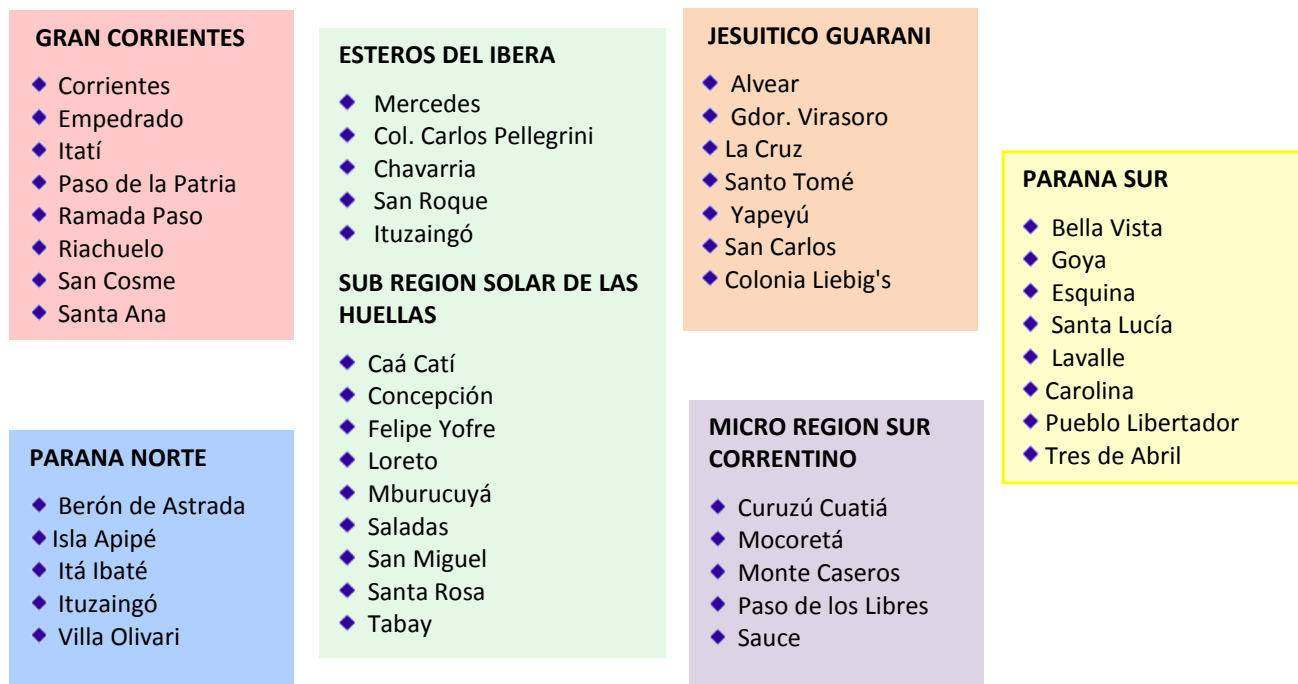 GRAN CORRIENTES
Corrientes
Empedrado
Itatí
Paso de la Patria
Ramada Paso
Riachuelo
San Cosme
Santa Ana
PARANA NORTE
Berón de Astrada
Isla Apipé
Itá Ibaté
Ituzaingó
Villa Olivari
ESTEROS DEL IBERA
Mercedes
Col. Carlos Pellegrini
Chavarria
San Roque
Ituzaingó
SUB REGION SOLAR DE LAS
HUELLAS
Caá Catí
Concepción
Felipe Yofre
Loreto
Mburucuyá
Saladas
San Miguel
Santa Rosa
Tabay
JESUITICO GUARANI
Alvear
Gdor. Virasoro
La Cruz
Santo Tomé
Yapeyú
San Carlos
Colonia Liebig's
MICRO REGION SUR
CORRENTINO
Curuzú Cuatiá
Mocoretá
Monte Caseros
Paso de los Libres
Sauce
PARANA SUR
Bella Vista
Goya
Esquina
Santa Lucía
Lavalle
Carolina
Pueblo Libertador
Tres de Abril